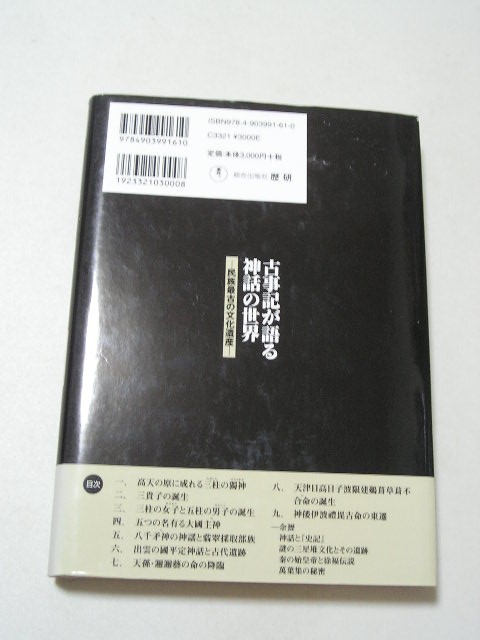 ISBN978-4-903991-61-0
C3321 ¥3000E
定価 本体3,000円+税
総合出版社 歴研
9784903991610
1923321030008
古事記が語る
神話の世界
―民族最古の文化遺産―
目次
一、 高天の原に成れる三柱の獨神
二、 三貴子の誕生
三、 三柱の女子と五柱の男子の誕生
四、 五つの名有る大國主神
五、 八千矛神の神話と翡翠採取部族
六、 出雲の國平定神話と古代遺跡
七、 天孫・邇邇藝の命の降臨
八、 天津日高日子波限建鵜葺草葺不
合命の誕生
九、 神倭伊波禮毘古命の東遷
―余禄
神話と『史記』
謎の三星堆文化とその遺跡
秦の始皇帝と徐福伝説
萬葉集の秘密